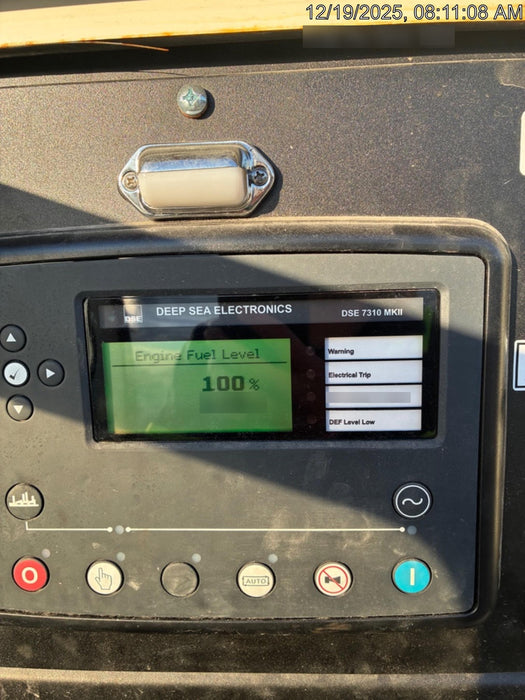 12/19/2025, 08:11:08 AM
DSE DEEP SEA ELECTRONICS DSE 7310 MKII
Engine Fuel Level
100 %
Warning
Electrical Trip
DEF Level Low
O
AUTO
I